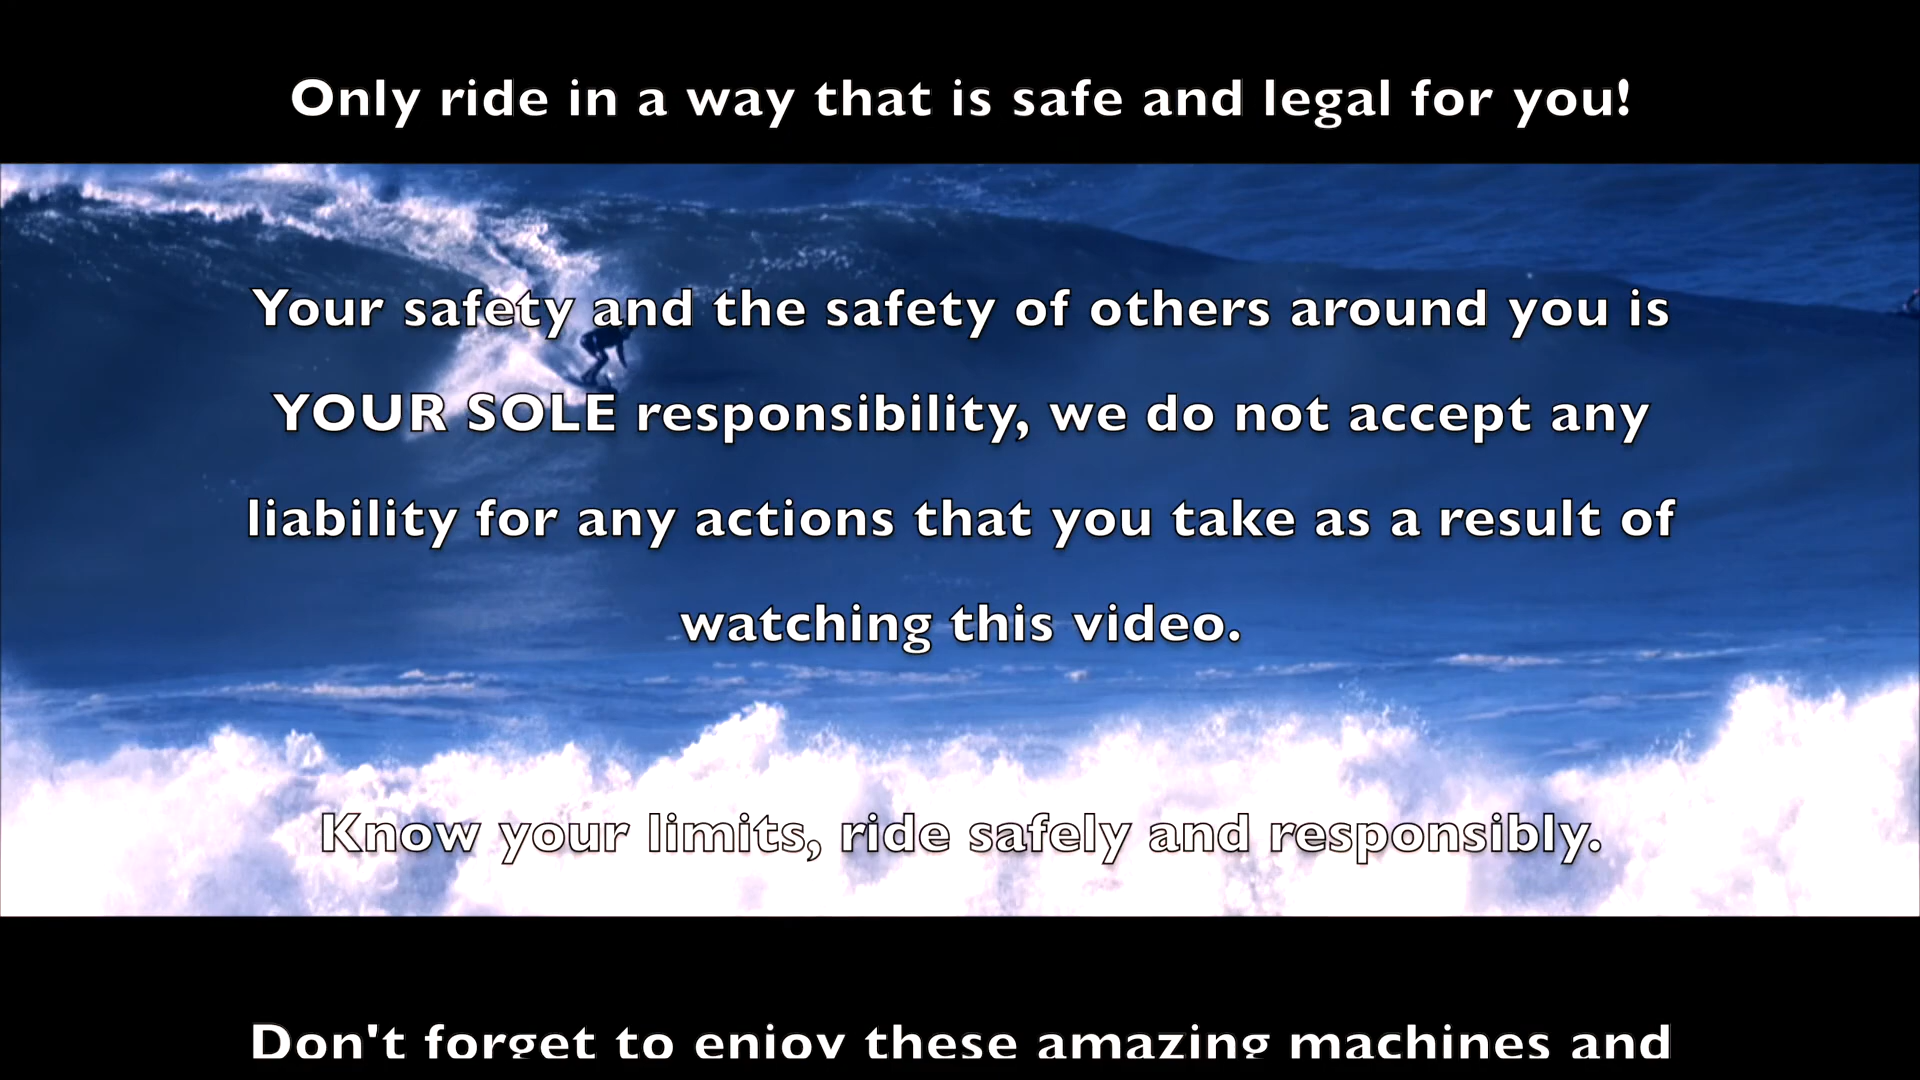 Only ride in a way that is safe and legal for you!
Your safety and the safety of others around you is
YOUR SOLE responsibility, we do not accept any
liability for any actions that you take as a result of
watching this video.
Know your limits, ride safely and responsibly.
Don't forget to enjoy these amazing machines and